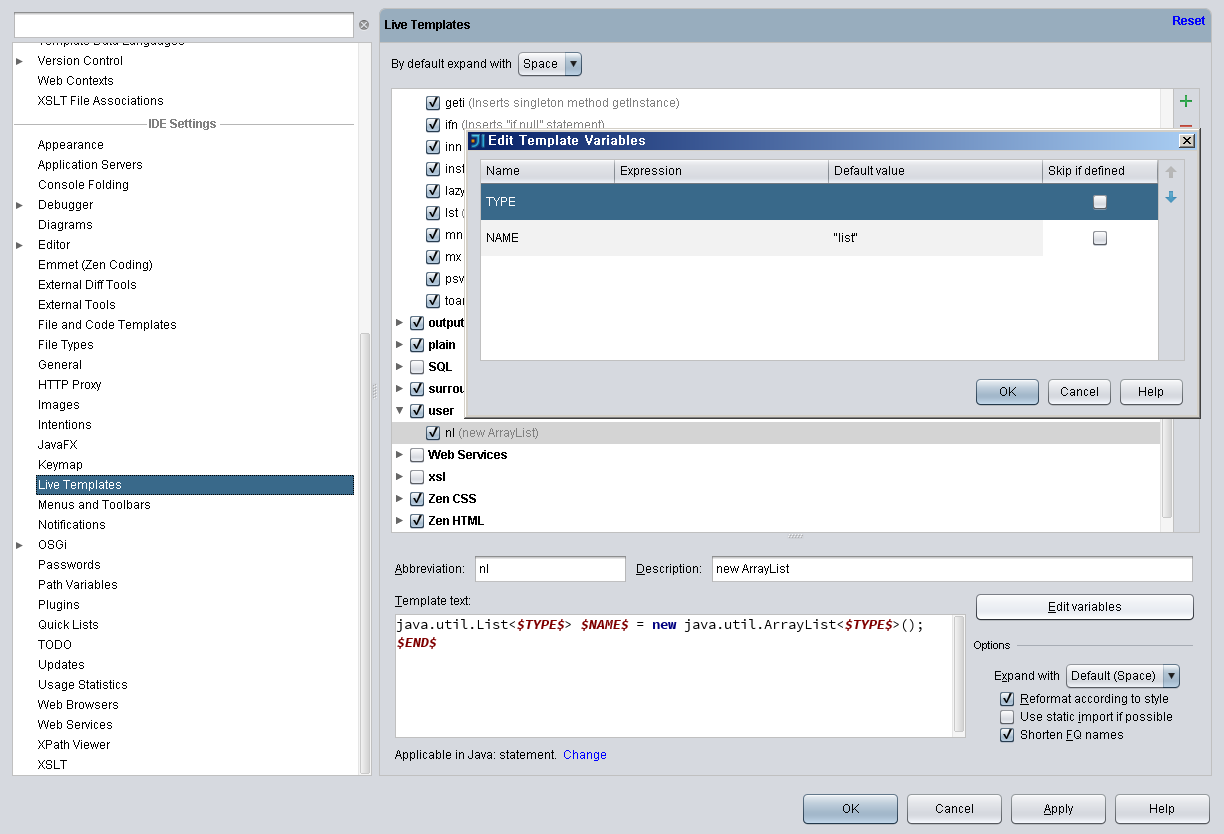 Template Data Languages
Version Control
Web Contexts
XSLT File Associations
IDE Settings
Appearance
Application Servers
Console Folding
Debugger
Diagrams
Editor
Emmet (Zen Coding)
External Diff Tools
External Tools
File and Code Templates
File Types
General
HTTP Proxy
Images
Intentions
JavaFX
Keymap
Live Templates
Menus and Toolbars
Notifications
OSGi
Passwords
Path Variables
Plugins
Quick Lists
TODO
Updates
Usage Statistics
Web Browsers
Web Services
XPath Viewer
XSLT
Live Templates
Reset
By default expand with Space
geti (Inserts singleton method getInstance)
ifn (Inserts "if null" statement)
inn
inst
lazy
lst (
mn
mx
psv
toar
output
plain
SQL
surrou
user
nl (new ArrayList)
Web Services
xsl
Zen CSS
Zen HTML
Edit Template Variables
Name Expression Default value Skip if defined
TYPE
NAME "list"
OK Cancel Help
Abbreviation: nl Description: new ArrayList
Template text:
java.util.List<$TYPE$> $NAME$ = new java.util.ArrayList<$TYPE$>();
$END$
Edit variables
Options
Expand with Default (Space)
Reformat according to style
Use static import if possible
Shorten FQ names
Applicable in Java: statement. Change
OK Cancel Apply Help